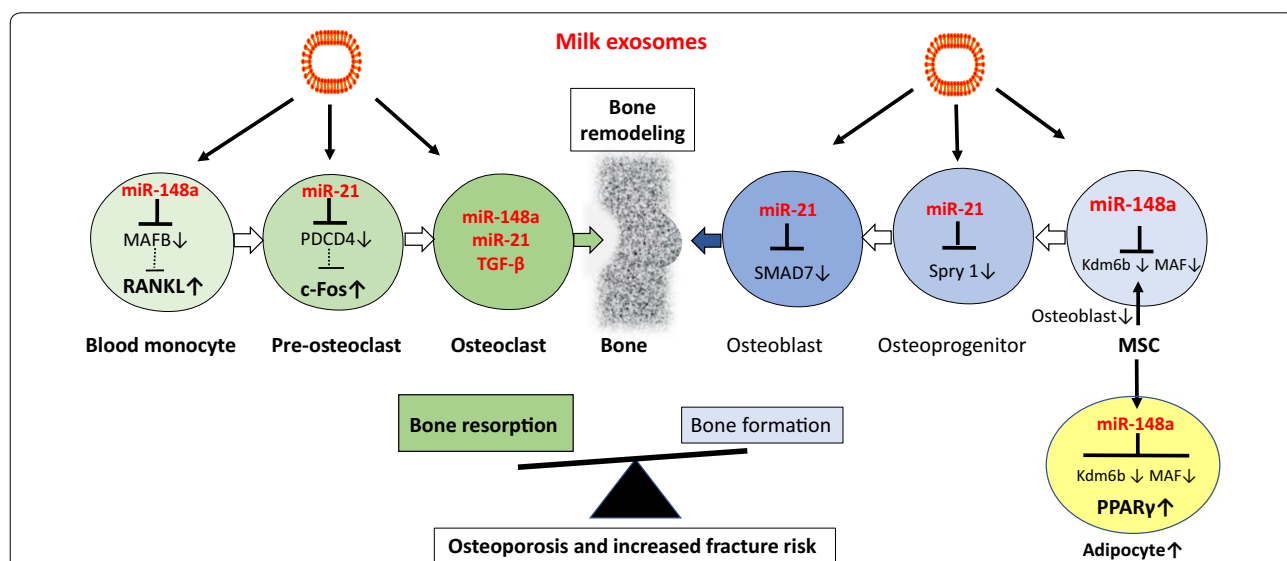 Milk exosomes
Bone
remodeling
miR-148a
MAFB↓
RANKL↑
miR-21
PDCD4↓
c-Fos↑
miR-148a
miR-21
TGF-β
miR-21
SMAD7↓
miR-21
Spry 1↓
miR-148a
Kdm6b ↓ MAF↓
Osteoblast↓
Blood monocyte
Pre-osteoclast
Osteoclast
Bone
Osteoblast
Osteoprogenitor
MSC
Bone resorption
Bone formation
miR-148a
Kdm6b ↓ MAF↓
PPARγ↑
Adipocyte↑
Osteoporosis and increased fracture risk